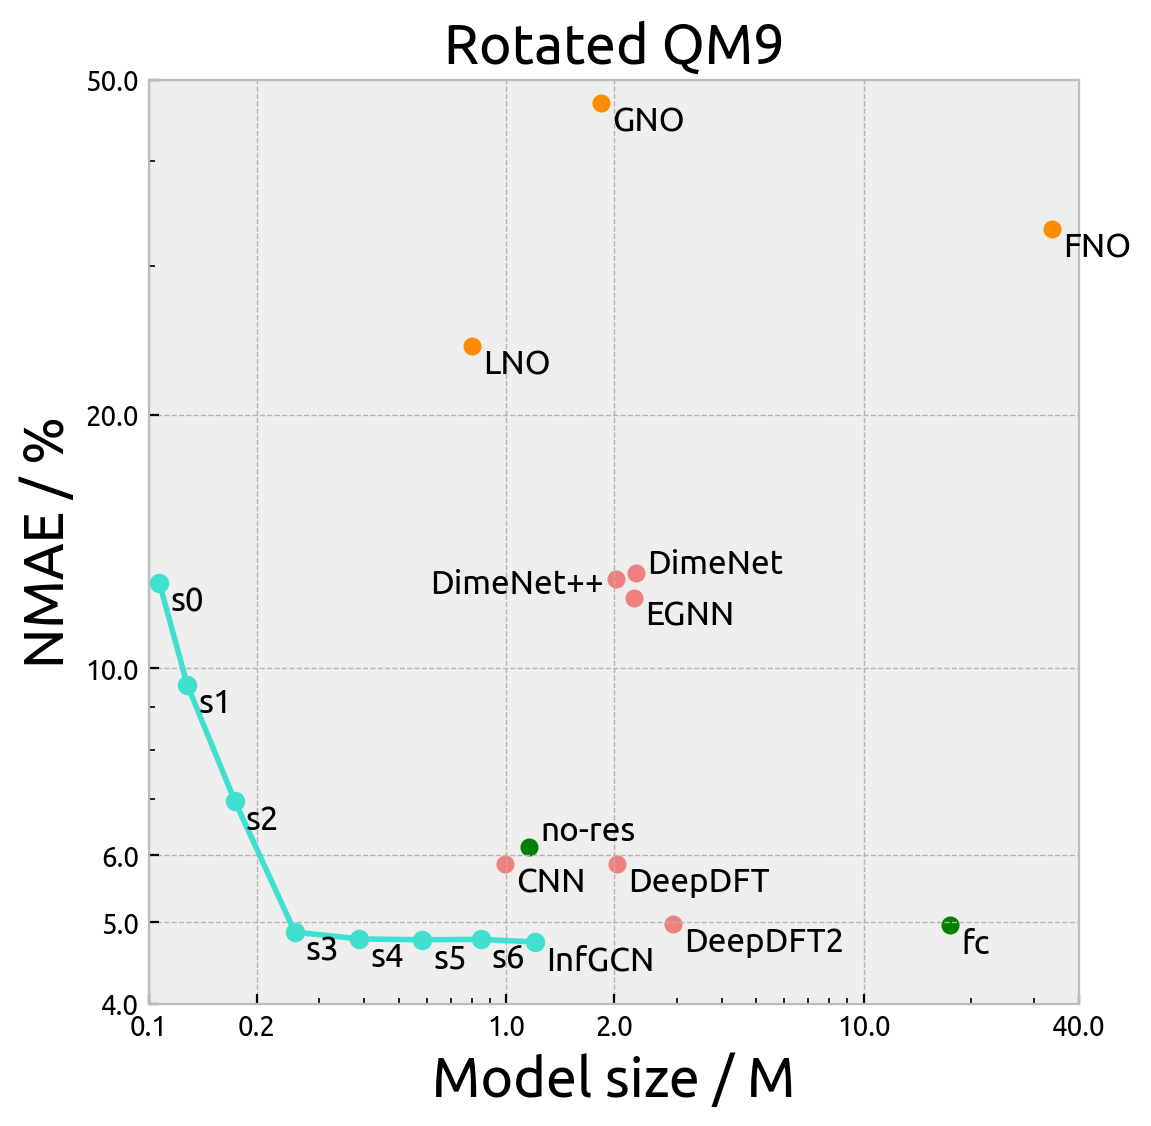 Rotated QM9
50.0
GNO
FNO
LNO
20.0
NMAE / %
DimeNet
DimeNet++
s0
EGNN
10.0
s1
s2
no-res
6.0
CNN
DeepDFT
5.0
s3
s4
s5
s6
InfGCN
DeepDFT2
fc
4.0
0.1
0.2
1.0
2.0
10.0
40.0
Model size / M